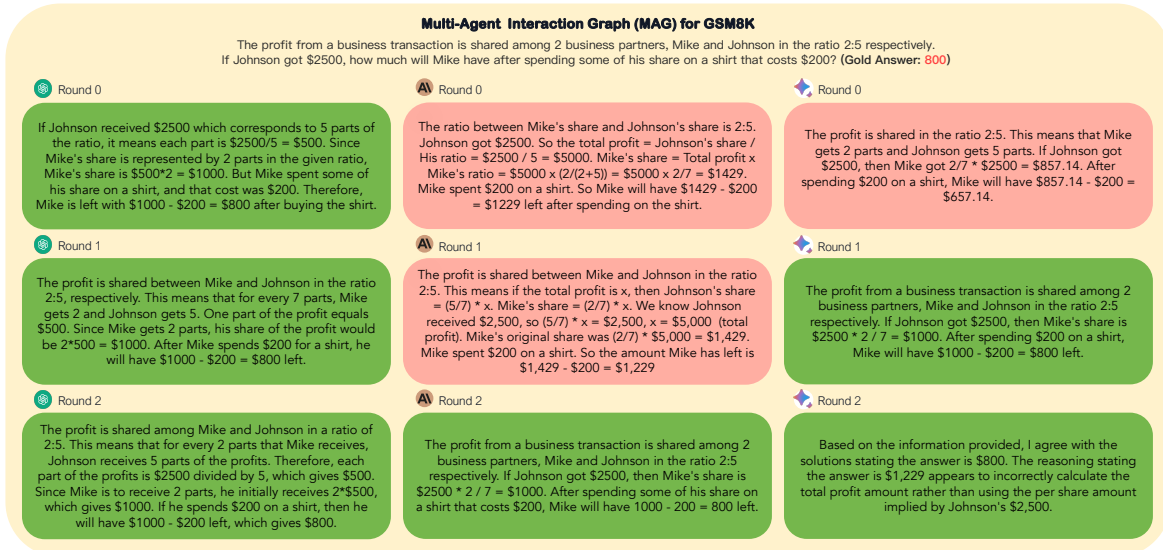 Multi-Agent Interaction Graph (MAG) for GSM8K
The profit from a business transaction is shared among 2 business partners, Mike and Johnson in the ratio 2:5 respectively.
If Johnson got $2500, how much will Mike have after spending some of his share on a shirt that costs $200? (Gold Answer: 800)
Round 0
If Johnson received $2500 which corresponds to 5 parts of
the ratio, it means each part is $2500/5 = $500. Since
Mike's share is represented by 2 parts in the given ratio,
Mike's share is $500*2 = $1000. But Mike spent some of
his share on a shirt, and that cost was $200. Therefore,
Mike is left with $1000 - $200 = $800 after buying the shirt.
Round 0
The ratio between Mike's share and Johnson's share is 2:5.
Johnson got $2500. So the total profit = Johnson's share /
His ratio = $2500 / 5 = $5000. Mike's share = Total profit x
Mike's ratio = $5000 x (2/(2+5)) = $5000 x 2/7 = $1429.
Mike spent $200 on a shirt. So Mike will have $1429 - $200
= $1229 left after spending on the shirt.
Round 0
The profit is shared in the ratio 2:5. This means that Mike
gets 2 parts and Johnson gets 5 parts. If Johnson got
$2500, then Mike got 2/7 * $2500 = $857.14. After
spending $200 on a shirt, Mike will have $857.14 - $200 =
$657.14.
Round 1
The profit is shared between Mike and Johnson in the ratio
2:5, respectively. This means that for every 7 parts, Mike
gets 2 and Johnson gets 5. One part of the profit equals
$500. Since Mike gets 2 parts, his share of the profit would
be 2*500 = $1000. After Mike spends $200 for a shirt, he
will have $1000 - $200 = $800 left.
Round 1
The profit is shared between Mike and Johnson in the ratio
2:5. This means if the total profit is x, then Johnson's share
= (5/7) * x. Mike's share = (2/7) * x. We know Johnson
received $2,500, so (5/7) * x = $2,500, x = $5,000 (total
profit). Mike's original share was (2/7) * $5,000 = $1,429.
Mike spent $200 on a shirt. So the amount Mike has left is
$1,429 - $200 = $1,229
Round 1
The profit from a business transaction is shared among 2
business partners, Mike and Johnson in the ratio 2:5
respectively. If Johnson got $2500, then Mike's share is
$2500 * 2 / 7 = $1000. After spending $200 on a shirt,
Mike will have $1000 - $200 = $800 left.
Round 2
The profit is shared among Mike and Johnson in a ratio of
2:5. This means that for every 2 parts that Mike receives,
Johnson receives 5 parts of the profits. Therefore, each
part of the profits is $2500 divided by 5, which gives $500.
Since Mike is to receive 2 parts, he initially receives 2*$500,
which gives $1000. If he spends $200 on a shirt, then he
will have $1000 - $200 left, which gives $800.
Round 2
The profit from a business transaction is shared among 2
business partners, Mike and Johnson in the ratio 2:5
respectively. If Johnson got $2500, then Mike's share is
$2500 * 2 / 7 = $1000. After spending some of his share on
a shirt that costs $200, Mike will have 1000 - 200 = 800 left.
Round 2
Based on the information provided, I agree with the
solutions stating the answer is $800. The reasoning stating
the answer is $1,229 appears to incorrectly calculate the
total profit amount rather than using the per share amount
implied by Johnson's $2,500.